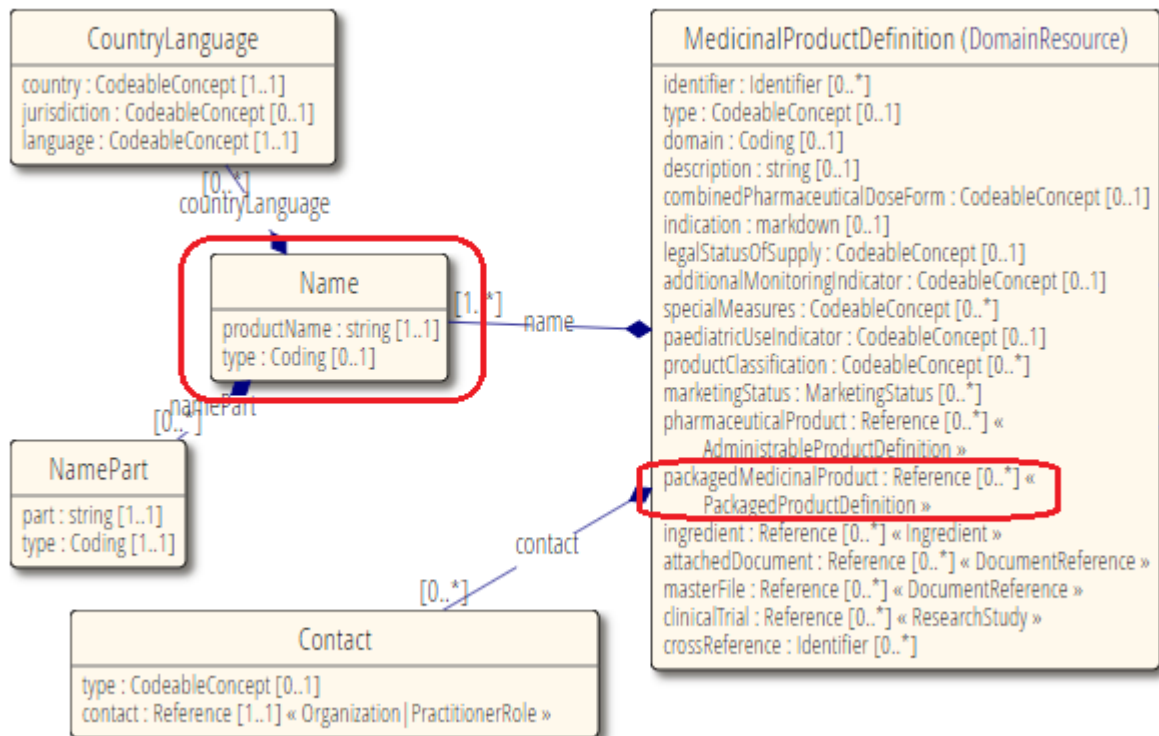 CountryLanguage
country : CodeableConcept [1..1]
jurisdiction : CodeableConcept [0..1]
language : CodeableConcept [1..1]
[0..*]
countryLanguage
Name
productName : string [1..1]
type : Coding [0..1]
[1..*]
name
namePart
[0..*]
NamePart
part : string [1..1]
type : Coding [1..1]
contact
[0..*]
Contact
type : CodeableConcept [0..1]
contact : Reference [1..1] « Organization|PractitionerRole »
MedicinalProductDefinition (DomainResource)
identifier : Identifier [0..*]
type : CodeableConcept [0..1]
domain : Coding [0..1]
description : string [0..1]
combinedPharmaceuticalDoseForm : CodeableConcept [0..1]
indication : markdown [0..1]
legalStatusOfSupply : CodeableConcept [0..1]
additionalMonitoringIndicator : CodeableConcept [0..1]
specialMeasures : CodeableConcept [0..*]
paediatricUseIndicator : CodeableConcept [0..1]
productClassification : CodeableConcept [0..*]
marketingStatus : MarketingStatus [0..*]
pharmaceuticalProduct : Reference [0..*] «
AdministrableProductDefinition »
packagedMedicinalProduct : Reference [0..*] «
PackagedProductDefinition »
ingredient : Reference [0..*] « Ingredient »
attachedDocument : Reference [0..*] « DocumentReference »
masterFile : Reference [0..*] « DocumentReference »
clinicalTrial : Reference [0..*] « ResearchStudy »
crossReference : Identifier [0..*]